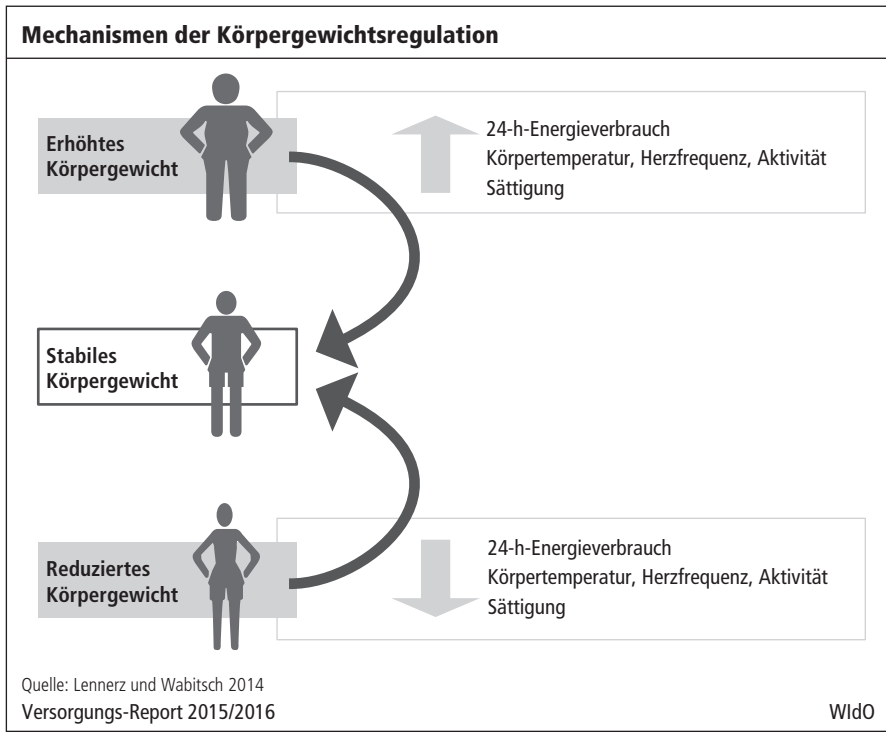 Mechanismen der Körpergewichtsregulation
Erhöhtes
Körpergewicht
24-h-Energieverbrauch
Körpertemperatur, Herzfrequenz, Aktivität
Sättigung
Stabiles
Körpergewicht
Reduziertes
Körpergewicht
24-h-Energieverbrauch
Körpertemperatur, Herzfrequenz, Aktivität
Sättigung
Quelle: Lennerz und Wabitsch 2014
Versorgungs-Report 2015/2016
WIdO